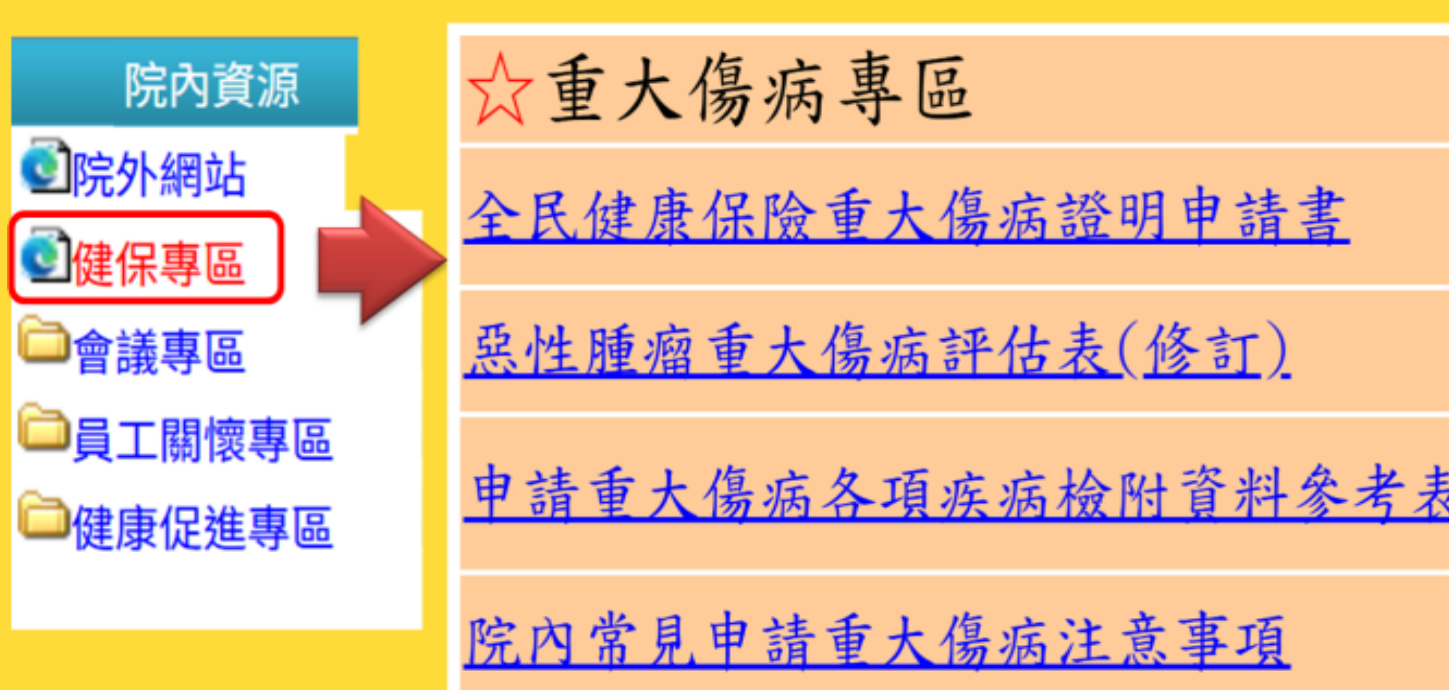 院內資源
院外網站
健保專區
會議專區
員工關懷專區
健康促進專區
☆重大傷病專區
全民健康保險重大傷病證明申請書
惡性腫瘤重大傷病評估表(修訂)
申請重大傷病各項疾病檢附資料參考表
院內常見申請重大傷病注意事項